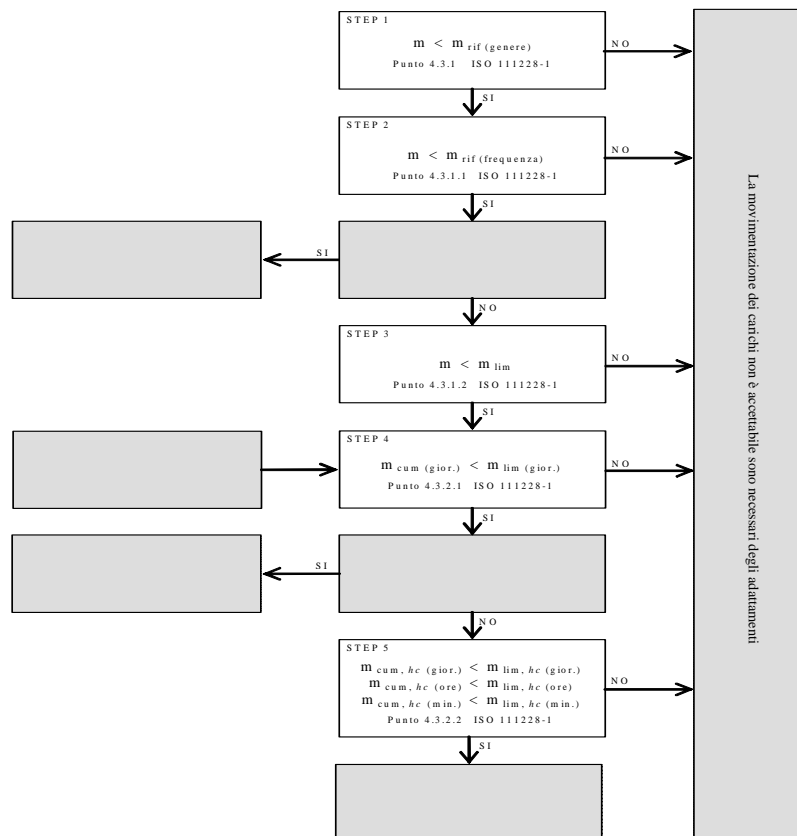 STEP 1
m < m rif (genere)
Punto 4.3.1 ISO 111228-1
NO
SI
STEP 2
m < m rif (frequenza)
Punto 4.3.1.1 ISO 111228-1
NO
SI
SI
NO
STEP 3
m < m lim
Punto 4.3.1.2 ISO 111228-1
NO
SI
STEP 4
m cum (gior.) < m lim (gior.)
Punto 4.3.2.1 ISO 111228-1
NO
SI
SI
NO
STEP 5
m cum, hc (gior.) < m lim, hc (gior.)
m cum, hc (ore) < m lim, hc (ore)
m cum, hc (min.) < m lim, hc (min.)
Punto 4.3.2.2 ISO 111228-1
NO
SI
La movimentazione dei carichi non è accettabile sono necessari degli adattamenti